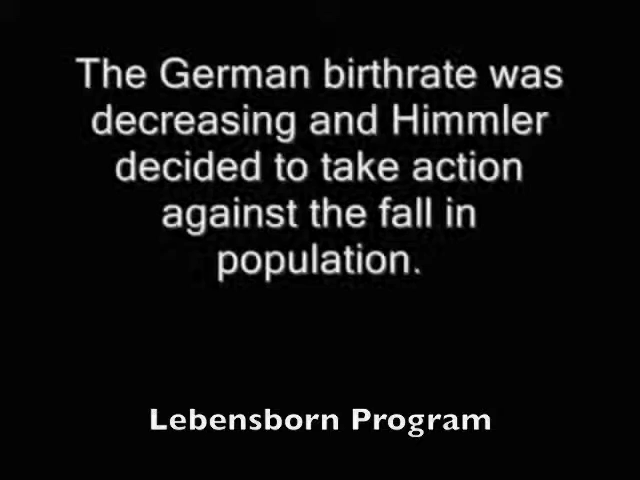 The German birthrate was
decreasing and Himmler
decided to take action
against the fall in
population.
Lebensborn Program